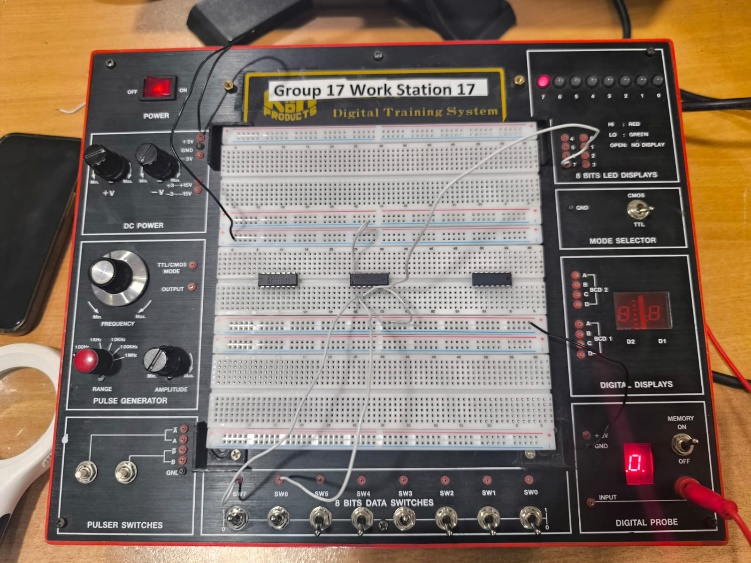 Group 17 Work Station 17
K&H
PRODUCTS
Digital Training System
OFF
ON
POWER
+5V
GND
-5V
Min.
Max.
Min.
Max.
+V
-V
+3~+15V
-3~-15V
DC POWER
TTL/CMOS
MODE
OUTPUT
Min.
Max.
FREQUENCY
1KHz
100Hz
10KHz
100KHz
1MHz
RANGE
AMPLITUDE
PULSE GENERATOR
A
A
B
B
GND
PULSER SWITCHES
SW7
SW6
SW5
SW4
SW3
SW2
SW1
SW0
8 BITS DATA SWITCHES
1
0
7 6 5 4 3 2 1 0
HI : RED
LO : GREEN
OPEN: NO DISPLAY
8 BITS LED DISPLAYS
GND
CMOS
TTL
MODE SELECTOR
A
B
C
D
BCD 2
A
B
C
D
BCD 1
D2
D1
DIGITAL DISPLAYS
+5V
GND
MEMORY
ON
OFF
0.
INPUT
DIGITAL PROBE